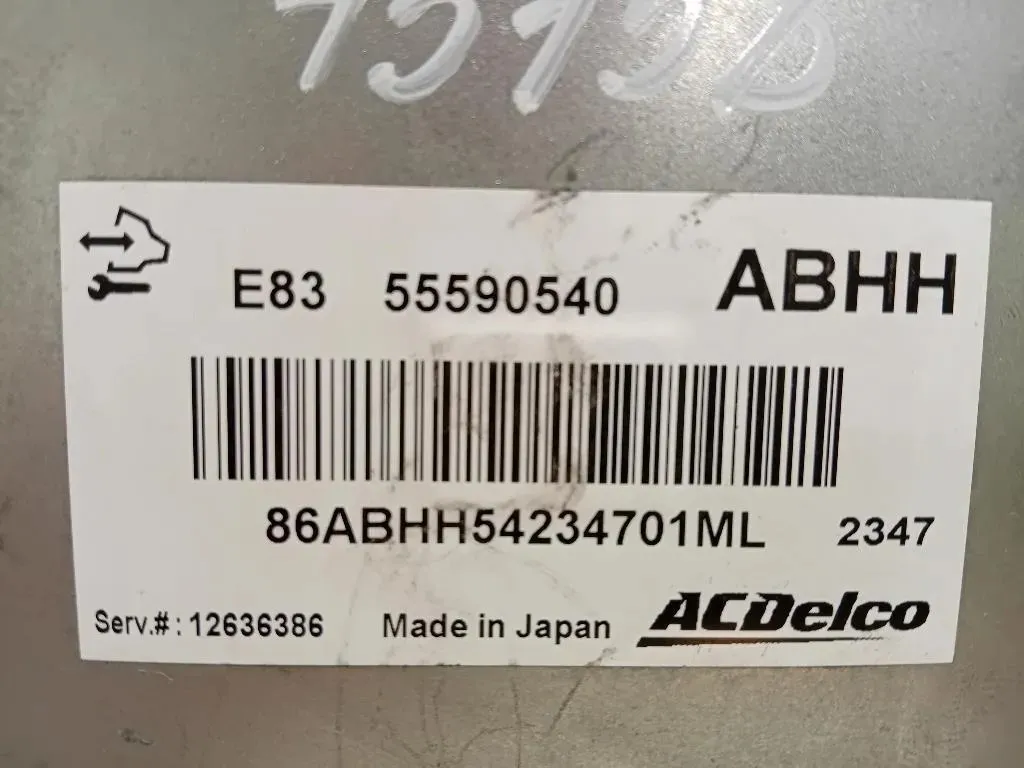 E83 55590540 ABHH
86ABHH54234701ML 2347
Serv.#: 12636386 Made in Japan ACDelco